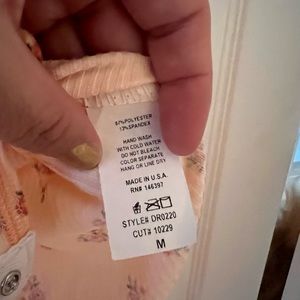 87%POLYESTER
13%SPANDEX
HAND WASH
WITH COLD WATER
DO NOT BLEACH
COLOR SEPARATE
HANG OR LINE DRY
MADE IN U.S.A.
RN# 146397
STYLE# DR0220
CUT# 10229
M